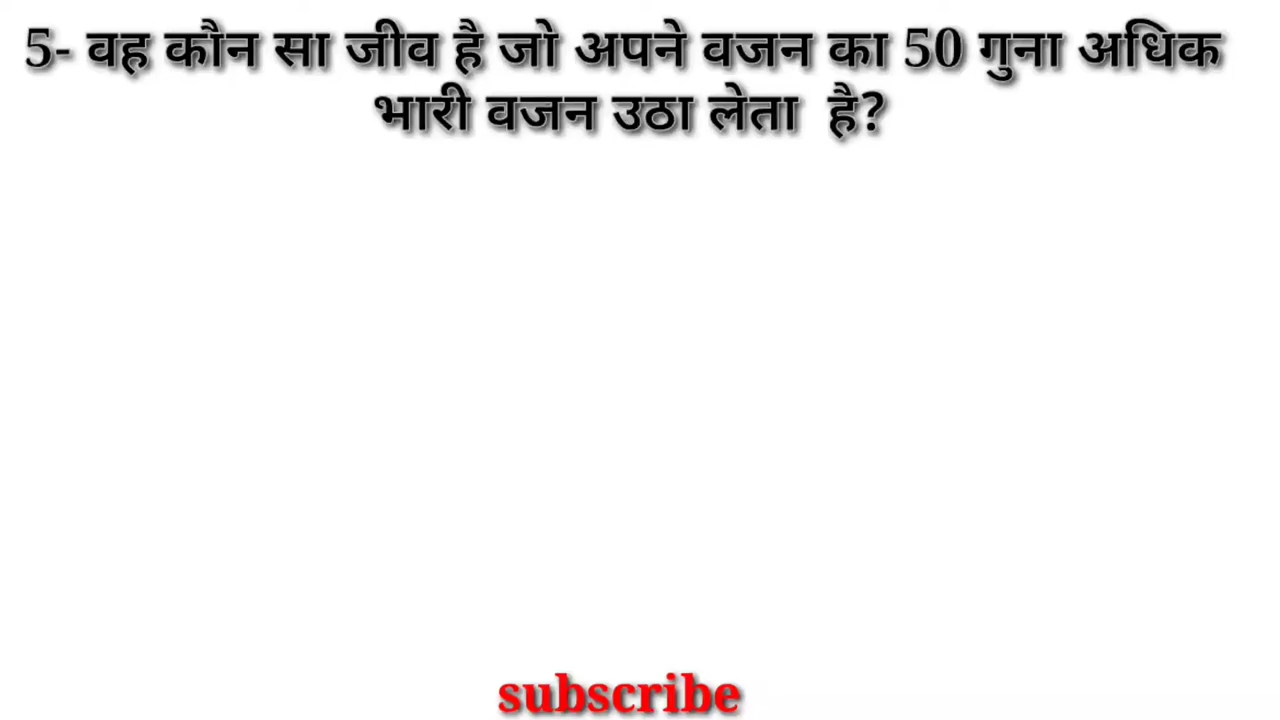 5- वह कौन सा जीव है जो अपने वजन का 50 गुना अधिक
भारी वजन उठा लेता है?
subscribe